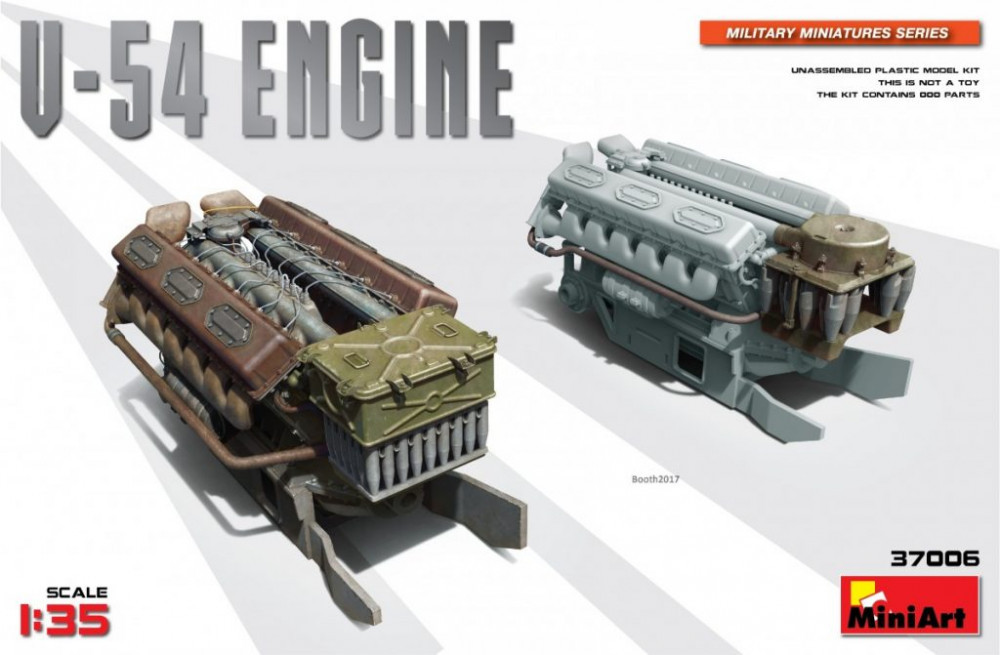 V-54 ENGINE
MILITARY MINIATURES SERIES
UNASSEMBLED PLASTIC MODEL KIT
THIS IS NOT A TOY
THE KIT CONTAINS 000 PARTS
Booth2017
SCALE
1:35
37006
MiniArt